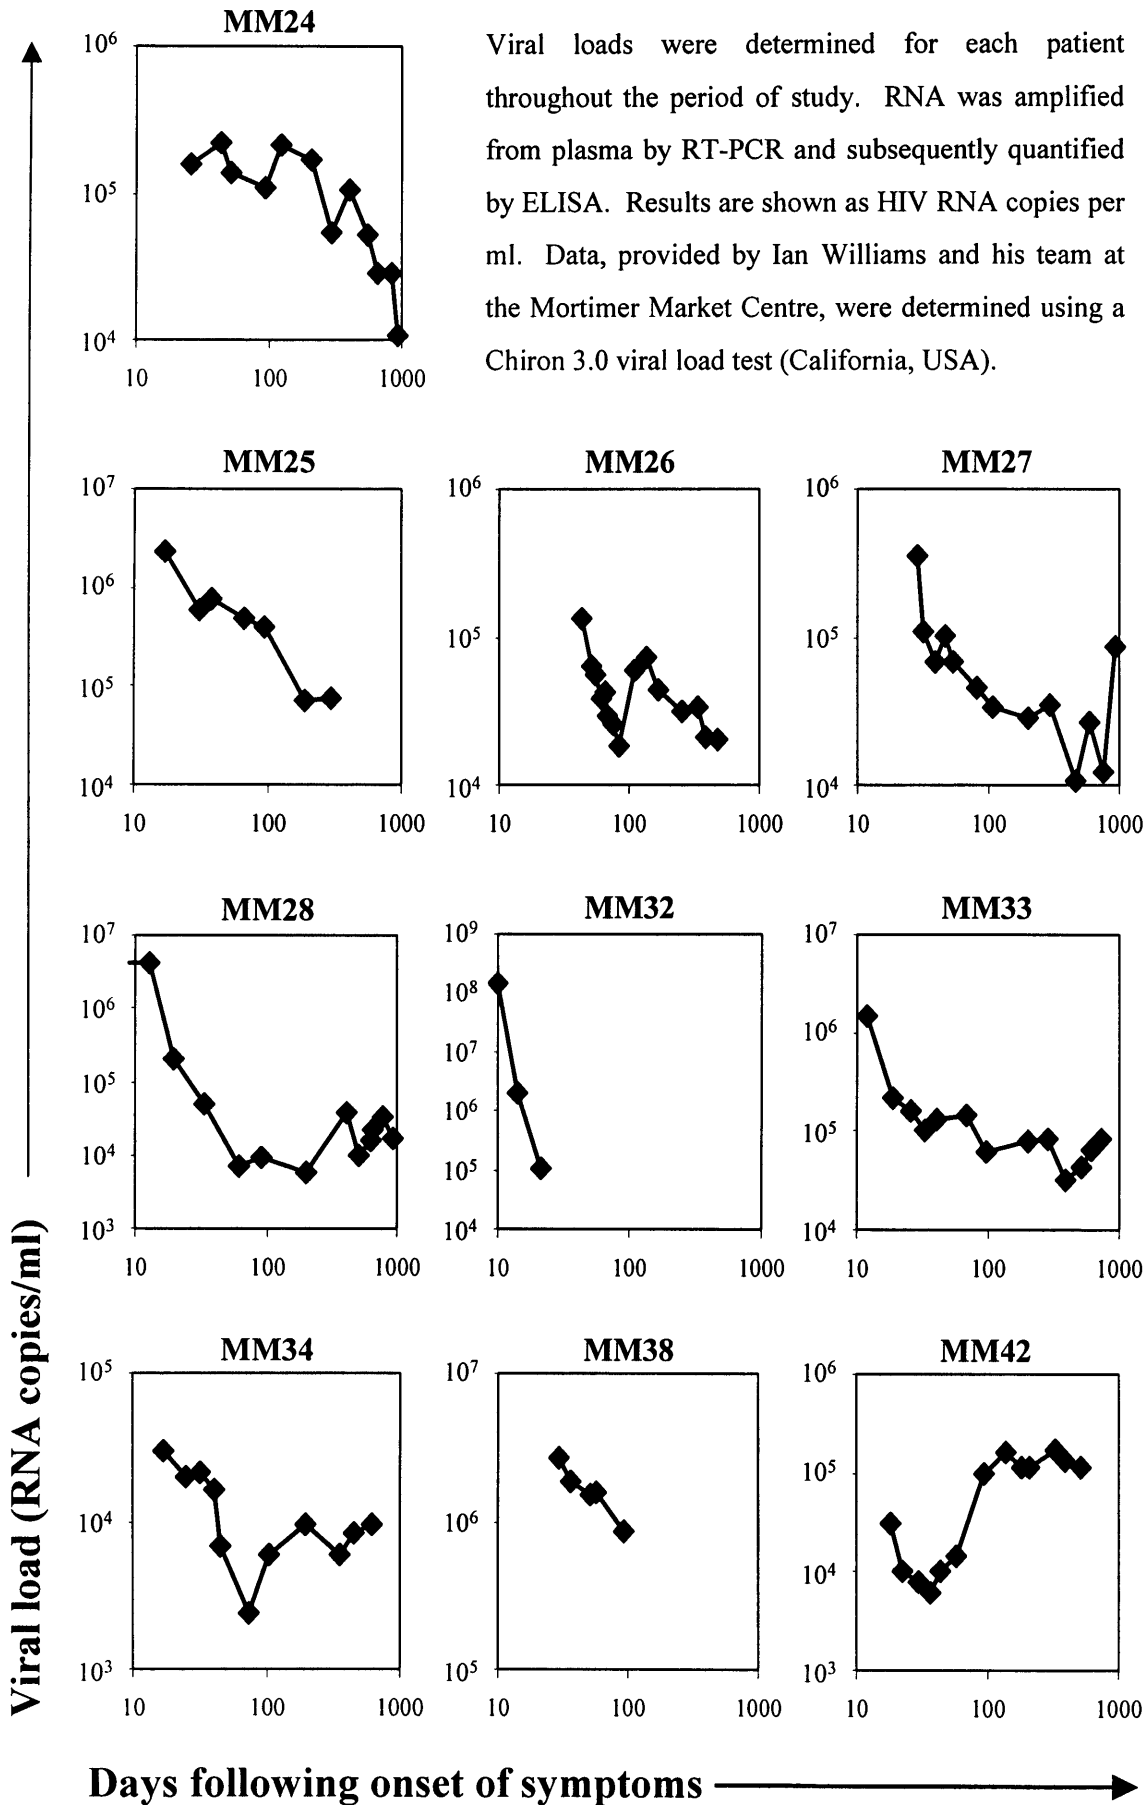 MM24
Viral loads were determined for each patient
throughout the period of study. RNA was amplified
from plasma by RT-PCR and subsequently quantified
by ELISA. Results are shown as HIV RNA copies per
ml. Data, provided by Ian Williams and his team at
the Mortimer Market Centre, were determined using a
Chiron 3.0 viral load test (California, USA).
10⁶
10⁵
10⁴
10 100 1000
MM25 MM26 MM27
10⁷ 10⁶ 10⁶
10⁶
10⁵ 10⁵
10⁵
10⁴ 10⁴ 10⁴
10 100 1000 10 100 1000 10 100 1000
MM28 MM32 MM33
10⁷ 10⁹ 10⁷
10⁸
10⁶ 10⁶
10⁷
10⁵ 10⁶ 10⁵
10⁴ 10⁵
10³ 10⁴ 10⁴
10 100 1000 10 100 1000 10 100 1000
MM34 MM38 MM42
10⁵ 10⁷ 10⁶
10⁵
10⁴ 10⁶
10⁴
10³ 10⁵ 10³
10 100 1000 10 100 1000 10 100 1000
Viral load (RNA copies/ml)
Days following onset of symptoms